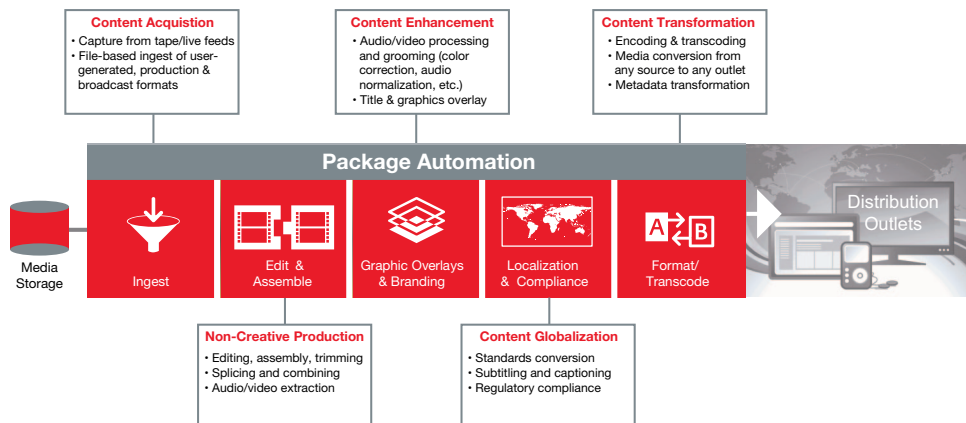 Content Acquistion
• Capture from tape/live feeds
• File-based ingest of user-
generated, production &
broadcast formats
Content Enhancement
• Audio/video processing
and grooming (color
correction, audio
normalization, etc.)
• Title & graphics overlay
Content Transformation
• Encoding & transcoding
• Media conversion from
any source to any outlet
• Metadata transformation
Package Automation
Media
Storage
Ingest
Edit &
Assemble
Graphic Overlays
& Branding
Localization
& Compliance
A B
Format/
Transcode
Distribution
Outlets
Non-Creative Production
• Editing, assembly, trimming
• Splicing and combining
• Audio/video extraction
Content Globalization
• Standards conversion
• Subtitling and captioning
• Regulatory compliance